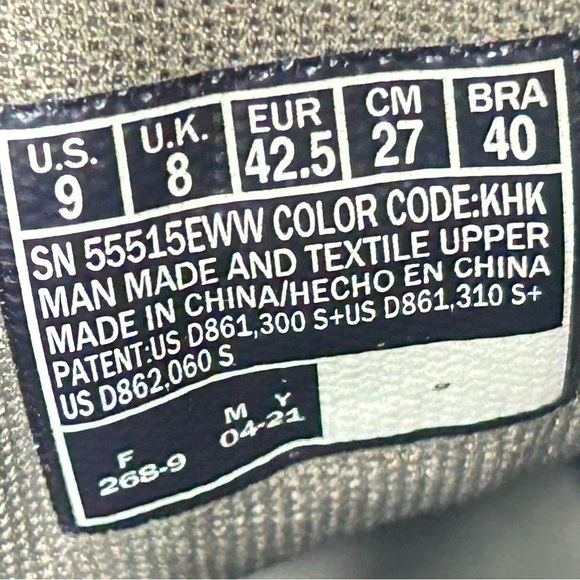 U.S. U.K. EUR CM BRA
9 8 42.5 27 40
SN 55515EWW COLOR CODE:KHK
MAN MADE AND TEXTILE UPPER
MADE IN CHINA/HECHO EN CHINA
PATENT:US D861,300 S+US D861,310 S+
US D862,060 S
F M Y
268-9 04-21